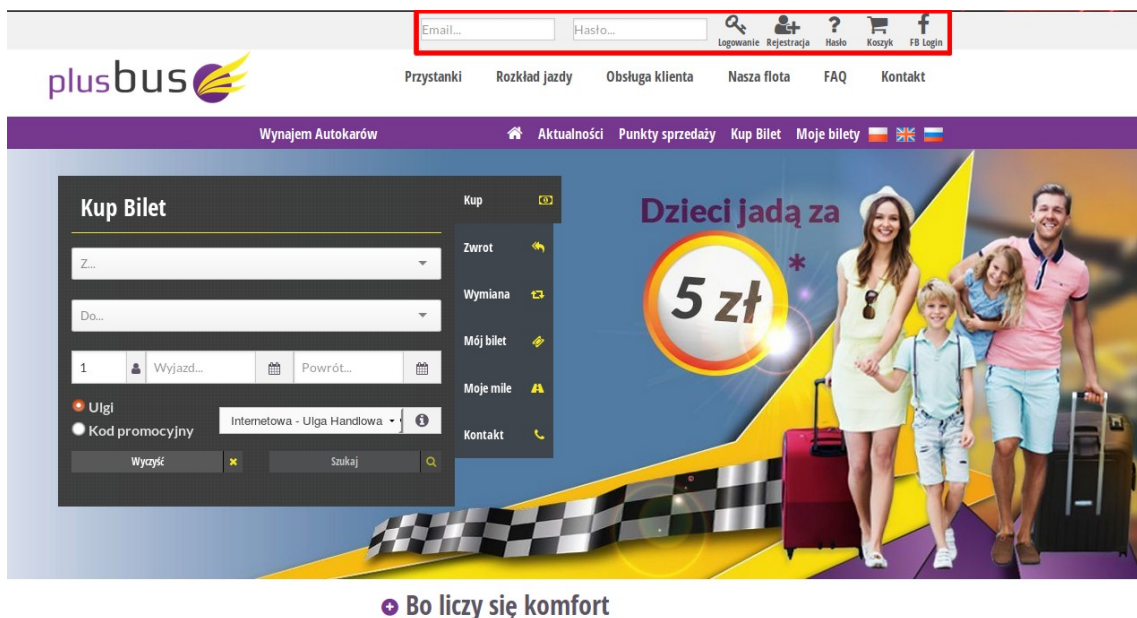 Email... Hasło...
Logowanie Rejestracja Hasło Koszyk FB Login
plusbus
Przystanki Rozkład jazdy Obsługa klienta Nasza flota FAQ Kontakt
Wynajem Autokarów Aktualności Punkty sprzedaży Kup Bilet Moje bilety
Kup Bilet
Z...
Do...
1 Wyjazd... Powrót...
Ulgi
Kod promocyjny
Internetowa - Ulga Handlowa
Wyczyść Szukaj
Kup
Zwrot
Wymiana
Mój bilet
Moje mile
Kontakt
Dzieci jadą za
5 zł *
Bo liczy się komfort